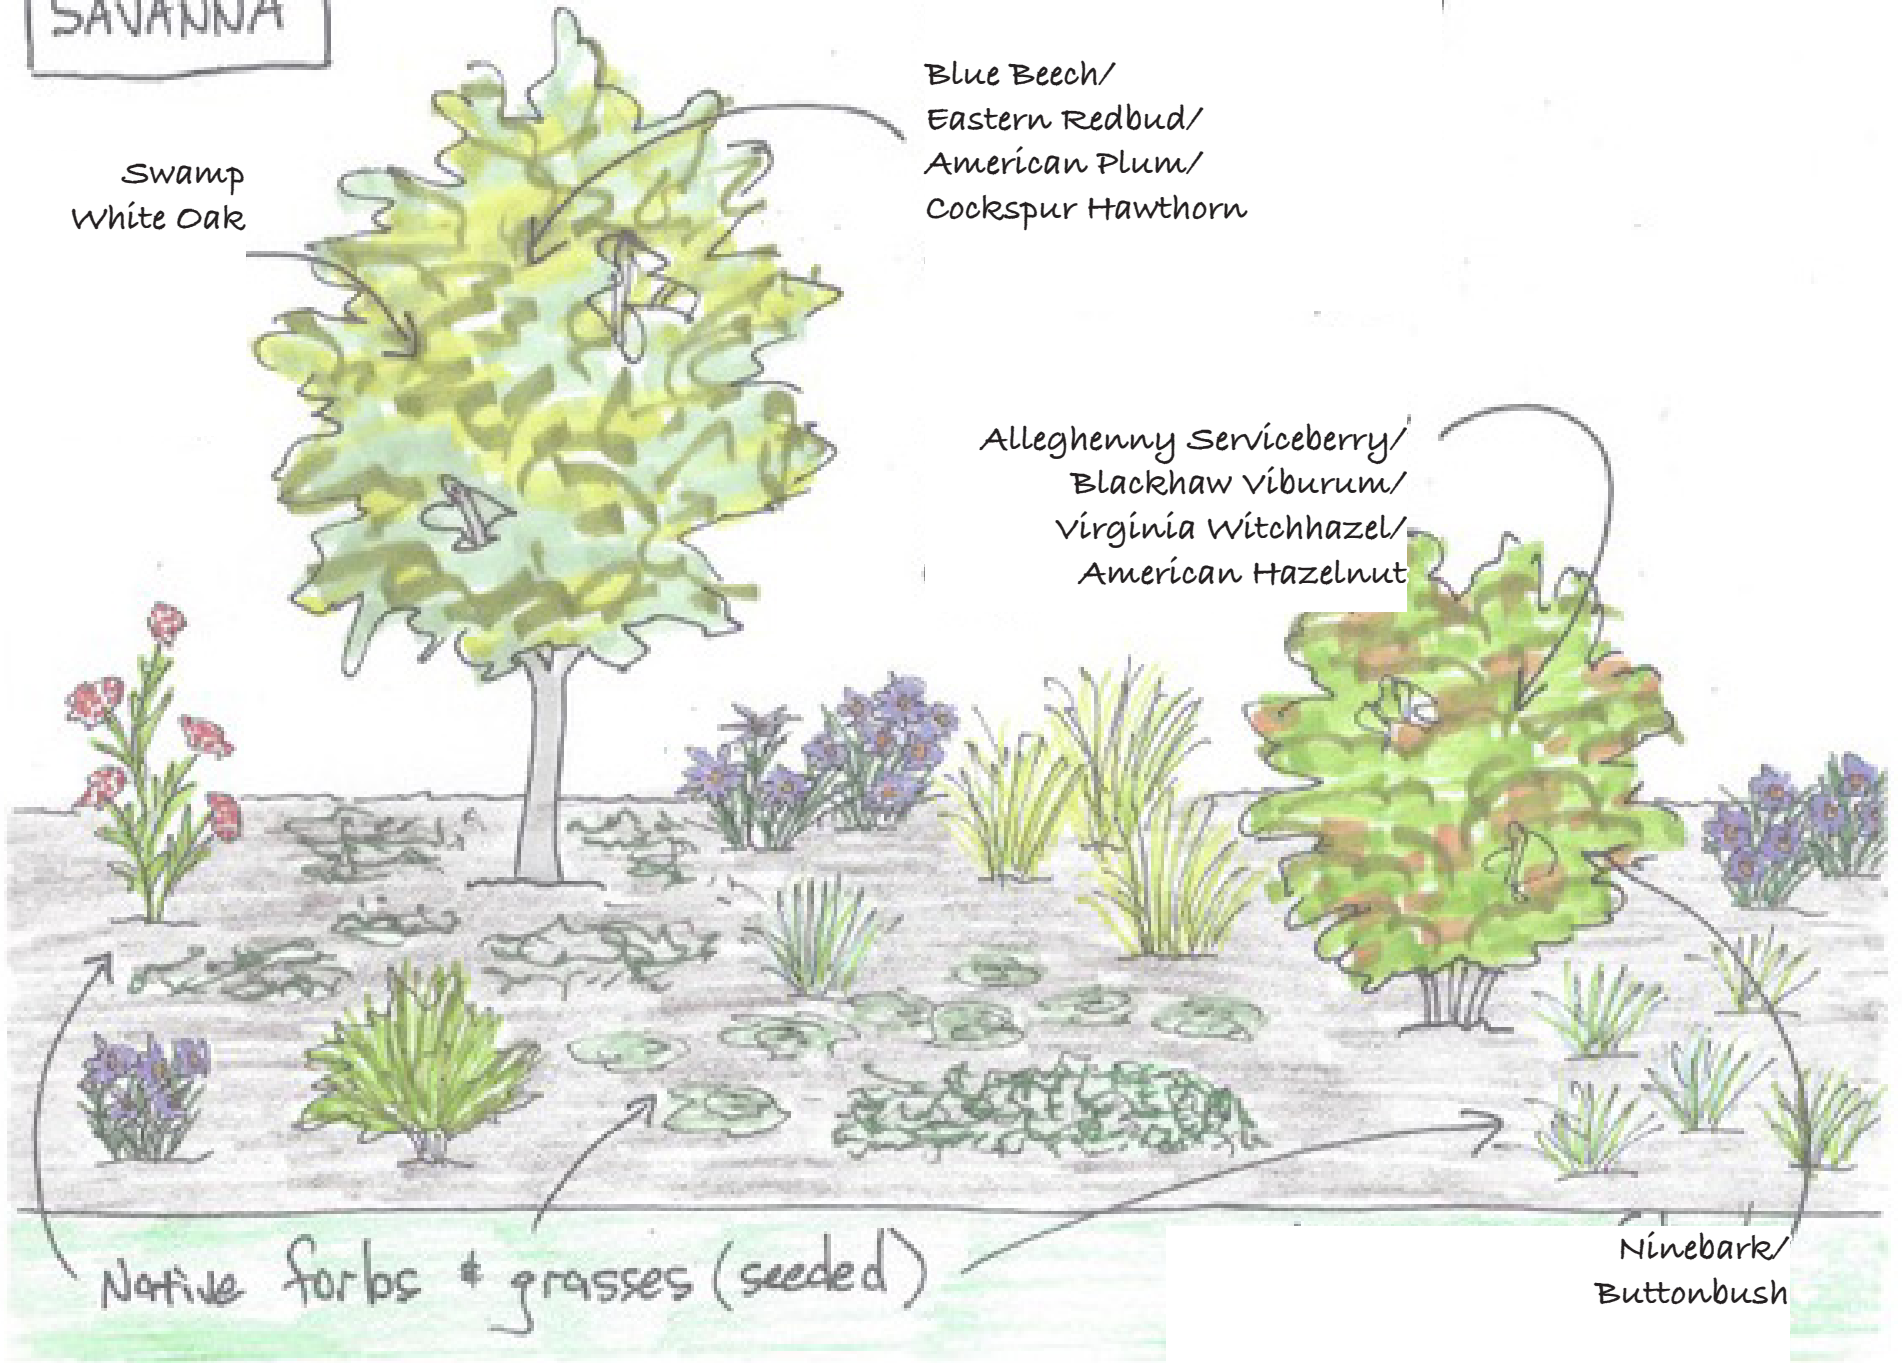 SAVANNA
Blue Beech/
Eastern Redbud/
American Plum/
Cockspur Hawthorn
Swamp
White Oak
Alleghenny Serviceberry/
Blackhaw Viburum/
Virginia Witchhazel/
American Hazelnut
Native forbs & grasses (seeded)
Ninebark/
Buttonbush